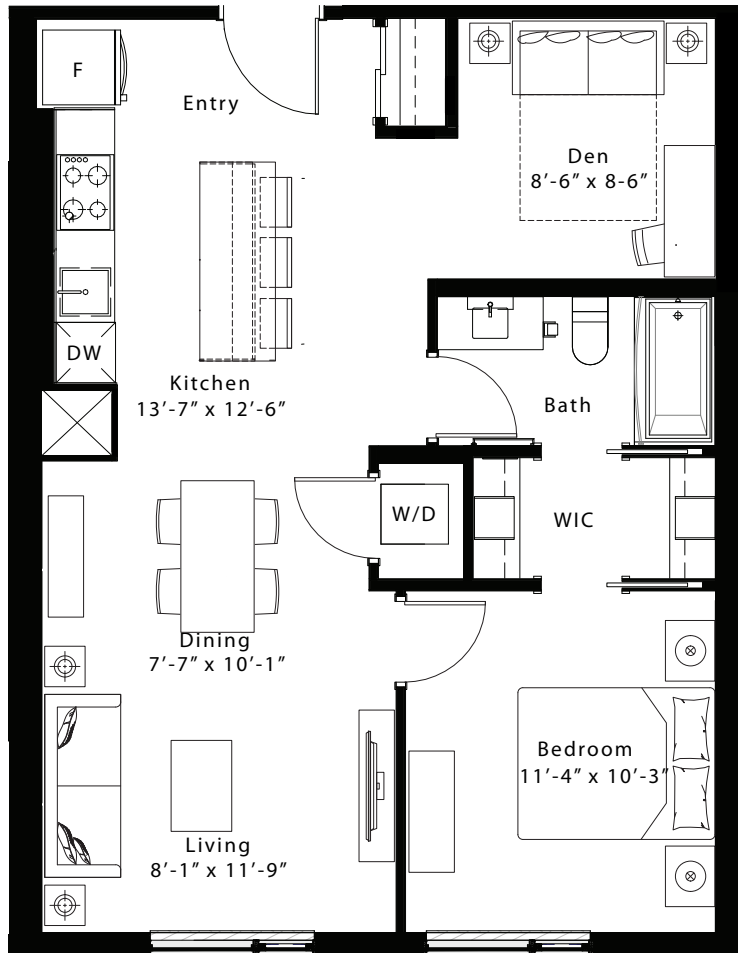 F
Entry
Den
8’-6” x 8-6”
DW
Kitchen
13’-7” x 12’-6”
Bath
W/D
WIC
Dining
7’-7” x 10’-1”
Bedroom
11’-4” x 10’-3”
Living
8’-1” x 11’-9”